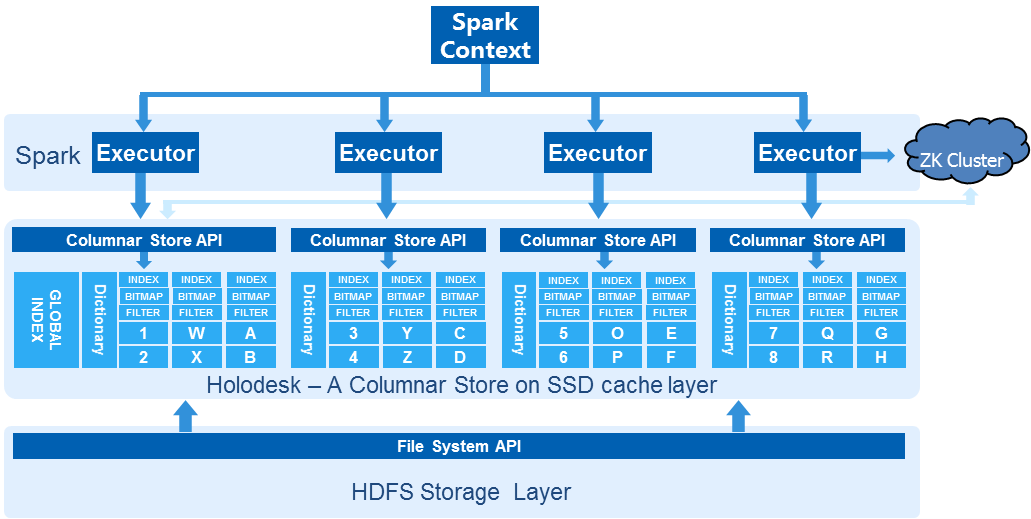 Spark
Context
Spark
Executor
Executor
Executor
Executor
ZK Cluster
Columnar Store API
Columnar Store API
Columnar Store API
Columnar Store API
GLOBAL
INDEX
Dictionary
INDEX INDEX INDEX
BITMAP BITMAP BITMAP
FILTER FILTER FILTER
1 W A
2 X B
Dictionary
INDEX INDEX INDEX
BITMAP BITMAP BITMAP
FILTER FILTER FILTER
3 Y C
4 Z D
Dictionary
INDEX INDEX INDEX
BITMAP BITMAP BITMAP
FILTER FILTER FILTER
5 O E
6 P F
Dictionary
INDEX INDEX INDEX
BITMAP BITMAP BITMAP
FILTER FILTER FILTER
7 Q G
8 R H
Holodesk – A Columnar Store on SSD cache layer
File System API
HDFS Storage Layer